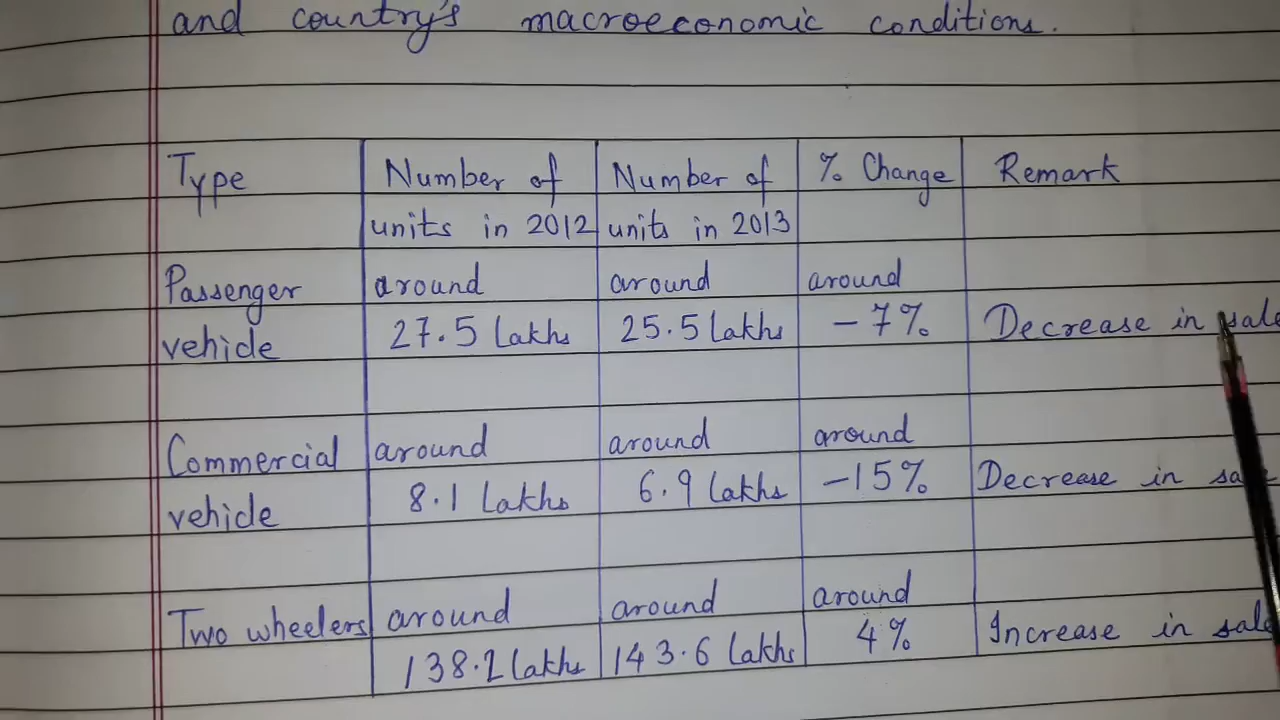 and country's macroeconomic conditions.
Type Number of Number of % Change Remark
units in 2012 units in 2013
Passenger around around around
vehicle 27.5 Lakhs 25.5 Lakhs -7% Decrease in sale
Commercial around around around
vehicle 8.1 Lakhs 6.9 Lakhs -15% Decrease in
Two wheelers around around around
138.2 Lakhs 143.6 Lakhs 4% Increase in sale